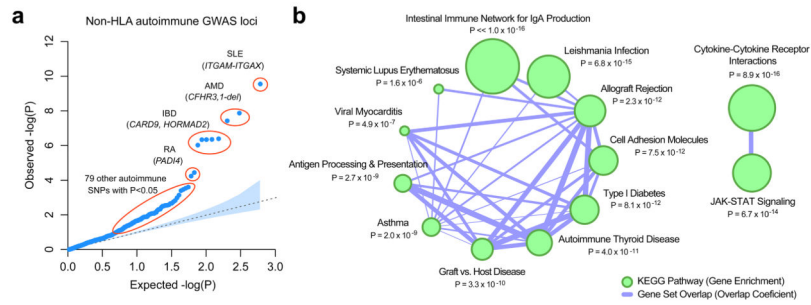 a
Non-HLA autoimmune GWAS loci
Observed -log(P)
12
10
8
6
4
2
0
SLE
(ITGAM-ITGAX)
AMD
(CFHR3,1-del)
IBD
(CARD9, HORMAD2)
RA
(PADI4)
79 other autoimmune
SNPs with P<0.05
0.0 0.5 1.0 1.5 2.0 2.5 3.0
Expected -log(P)
b
Intestinal Immune Network for IgA Production
P << 1.0 x 10-16
Leishmania Infection
P = 6.8 x 10-15
Systemic Lupus Erythematosus
P = 1.6 x 10-6
Allograft Rejection
P = 2.3 x 10-12
Viral Myocarditis
P = 4.9 x 10-7
Cell Adhesion Molecules
P = 7.5 x 10-12
Antigen Processing & Presentation
P = 2.7 x 10-9
Type I Diabetes
P = 8.1 x 10-12
Asthma
P = 2.0 x 10-9
Autoimmune Thyroid Disease
P = 4.0 x 10-11
Graft vs. Host Disease
P = 3.3 x 10-10
Cytokine-Cytokine Receptor
Interactions
P = 8.9 x 10-16
JAK-STAT Signaling
P = 6.7 x 10-14
KEGG Pathway (Gene Enrichment)
Gene Set Overlap (Overlap Coeficient)